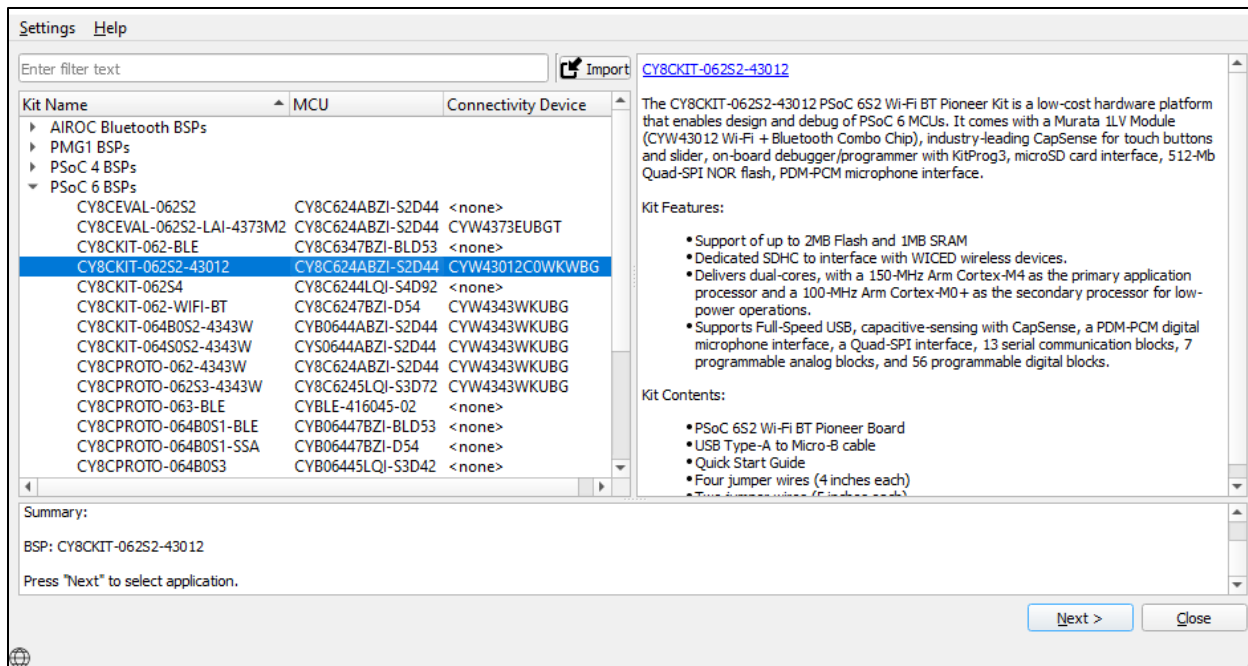 Settings Help
Enter filter text
Import
Kit Name MCU Connectivity Device
AIROC Bluetooth BSPs
PMG1 BSPs
PSoC 4 BSPs
PSoC 6 BSPs
CY8CEVAL-062S2 CY8C624ABZI-S2D44 <none>
CY8CEVAL-062S2-LAI-4373M2 CY8C624ABZI-S2D44 CYW4373EUBGT
CY8CKIT-062-BLE CY8C6347BZI-BLD53 <none>
CY8CKIT-062S2-43012 CY8C624ABZI-S2D44 CYW43012C0WKWBG
CY8CKIT-062S4 CY8C6244LQI-S4D92 <none>
CY8CKIT-062-WIFI-BT CY8C6247BZI-D54 CYW4343WKUBG
CY8CKIT-064B0S2-4343W CYB0644ABZI-S2D44 CYW4343WKUBG
CY8CKIT-064S0S2-4343W CYS0644ABZI-S2D44 CYW4343WKUBG
CY8CPROTO-062-4343W CY8C624ABZI-S2D44 CYW4343WKUBG
CY8CPROTO-062S3-4343W CY8C6245LQI-S3D72 CYW4343WKUBG
CY8CPROTO-063-BLE CYBLE-416045-02 <none>
CY8CPROTO-064B0S1-BLE CYB06447BZI-BLD53 <none>
CY8CPROTO-064B0S1-SSA CYB06447BZI-D54 <none>
CY8CPROTO-064B0S3 CYB06445LQI-S3D42 <none>
CY8CKIT-062S2-43012
The CY8CKIT-062S2-43012 PSoC 6S2 Wi-Fi BT Pioneer Kit is a low-cost hardware platform
that enables design and debug of PSoC 6 MCUs. It comes with a Murata 1LV Module
(CYW43012 Wi-Fi + Bluetooth Combo Chip), industry-leading CapSense for touch buttons
and slider, on-board debugger/programmer with KitProg3, microSD card interface, 512-Mb
Quad-SPI NOR flash, PDM-PCM microphone interface.
Kit Features:
•Support of up to 2MB Flash and 1MB SRAM
•Dedicated SDHC to interface with WICED wireless devices.
•Delivers dual-cores, with a 150-MHz Arm Cortex-M4 as the primary application
processor and a 100-MHz Arm Cortex-M0+ as the secondary processor for low-
power operations.
•Supports Full-Speed USB, capacitive-sensing with CapSense, a PDM-PCM digital
microphone interface, a Quad-SPI interface, 13 serial communication blocks, 7
programmable analog blocks, and 56 programmable digital blocks.
Kit Contents:
•PSoC 6S2 Wi-Fi BT Pioneer Board
•USB Type-A to Micro-B cable
•Quick Start Guide
•Four jumper wires (4 inches each)
•Two jumper wires (5 inches each)
Summary:
BSP: CY8CKIT-062S2-43012
Press "Next" to select application.
Next > Close